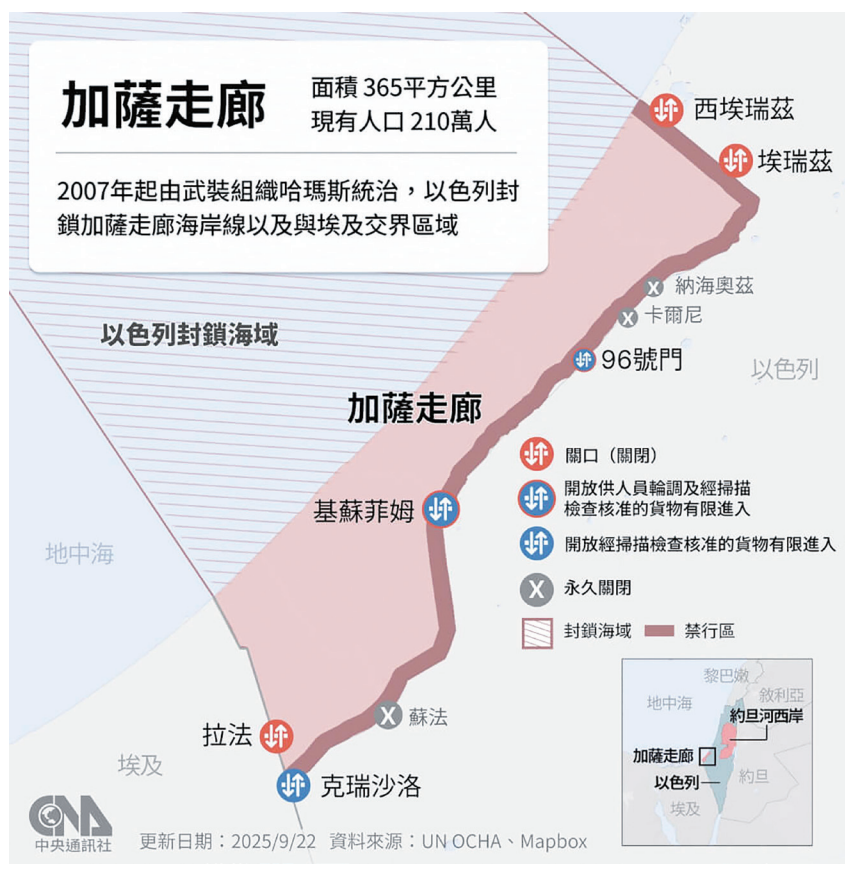 加薩走廊
面積 365平方公里
現有人口 210萬人
2007年起由武裝組織哈瑪斯統治，以色列封
鎖加薩走廊海岸線以及與埃及交界區域
西埃瑞茲
埃瑞茲
納海奧茲
卡爾尼
96號門
以色列
以色列封鎖海域
加薩走廊
基蘇菲姆
地中海
關口（關閉）
開放供人員輪調及經掃描
檢查核准的貨物有限進入
開放經掃描檢查核准的貨物有限進入
X 永久關閉
封鎖海域
禁行區
蘇法
拉法
克瑞沙洛
埃及
黎巴嫩
地中海
敘利亞
約旦河西岸
加薩走廊
以色列
約旦
埃及
CNA
中央通訊社
更新日期：2025/9/22 資料來源：UN OCHA、Mapbox